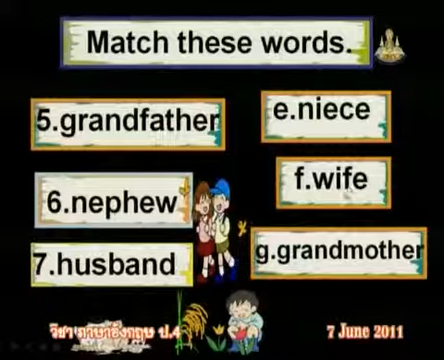 Match these words.
5.grandfather
e.niece
6.nephew
f.wife
7.husband
g.grandmother
วิชา ภาษาอังกฤษ ป.4
7 June 2011